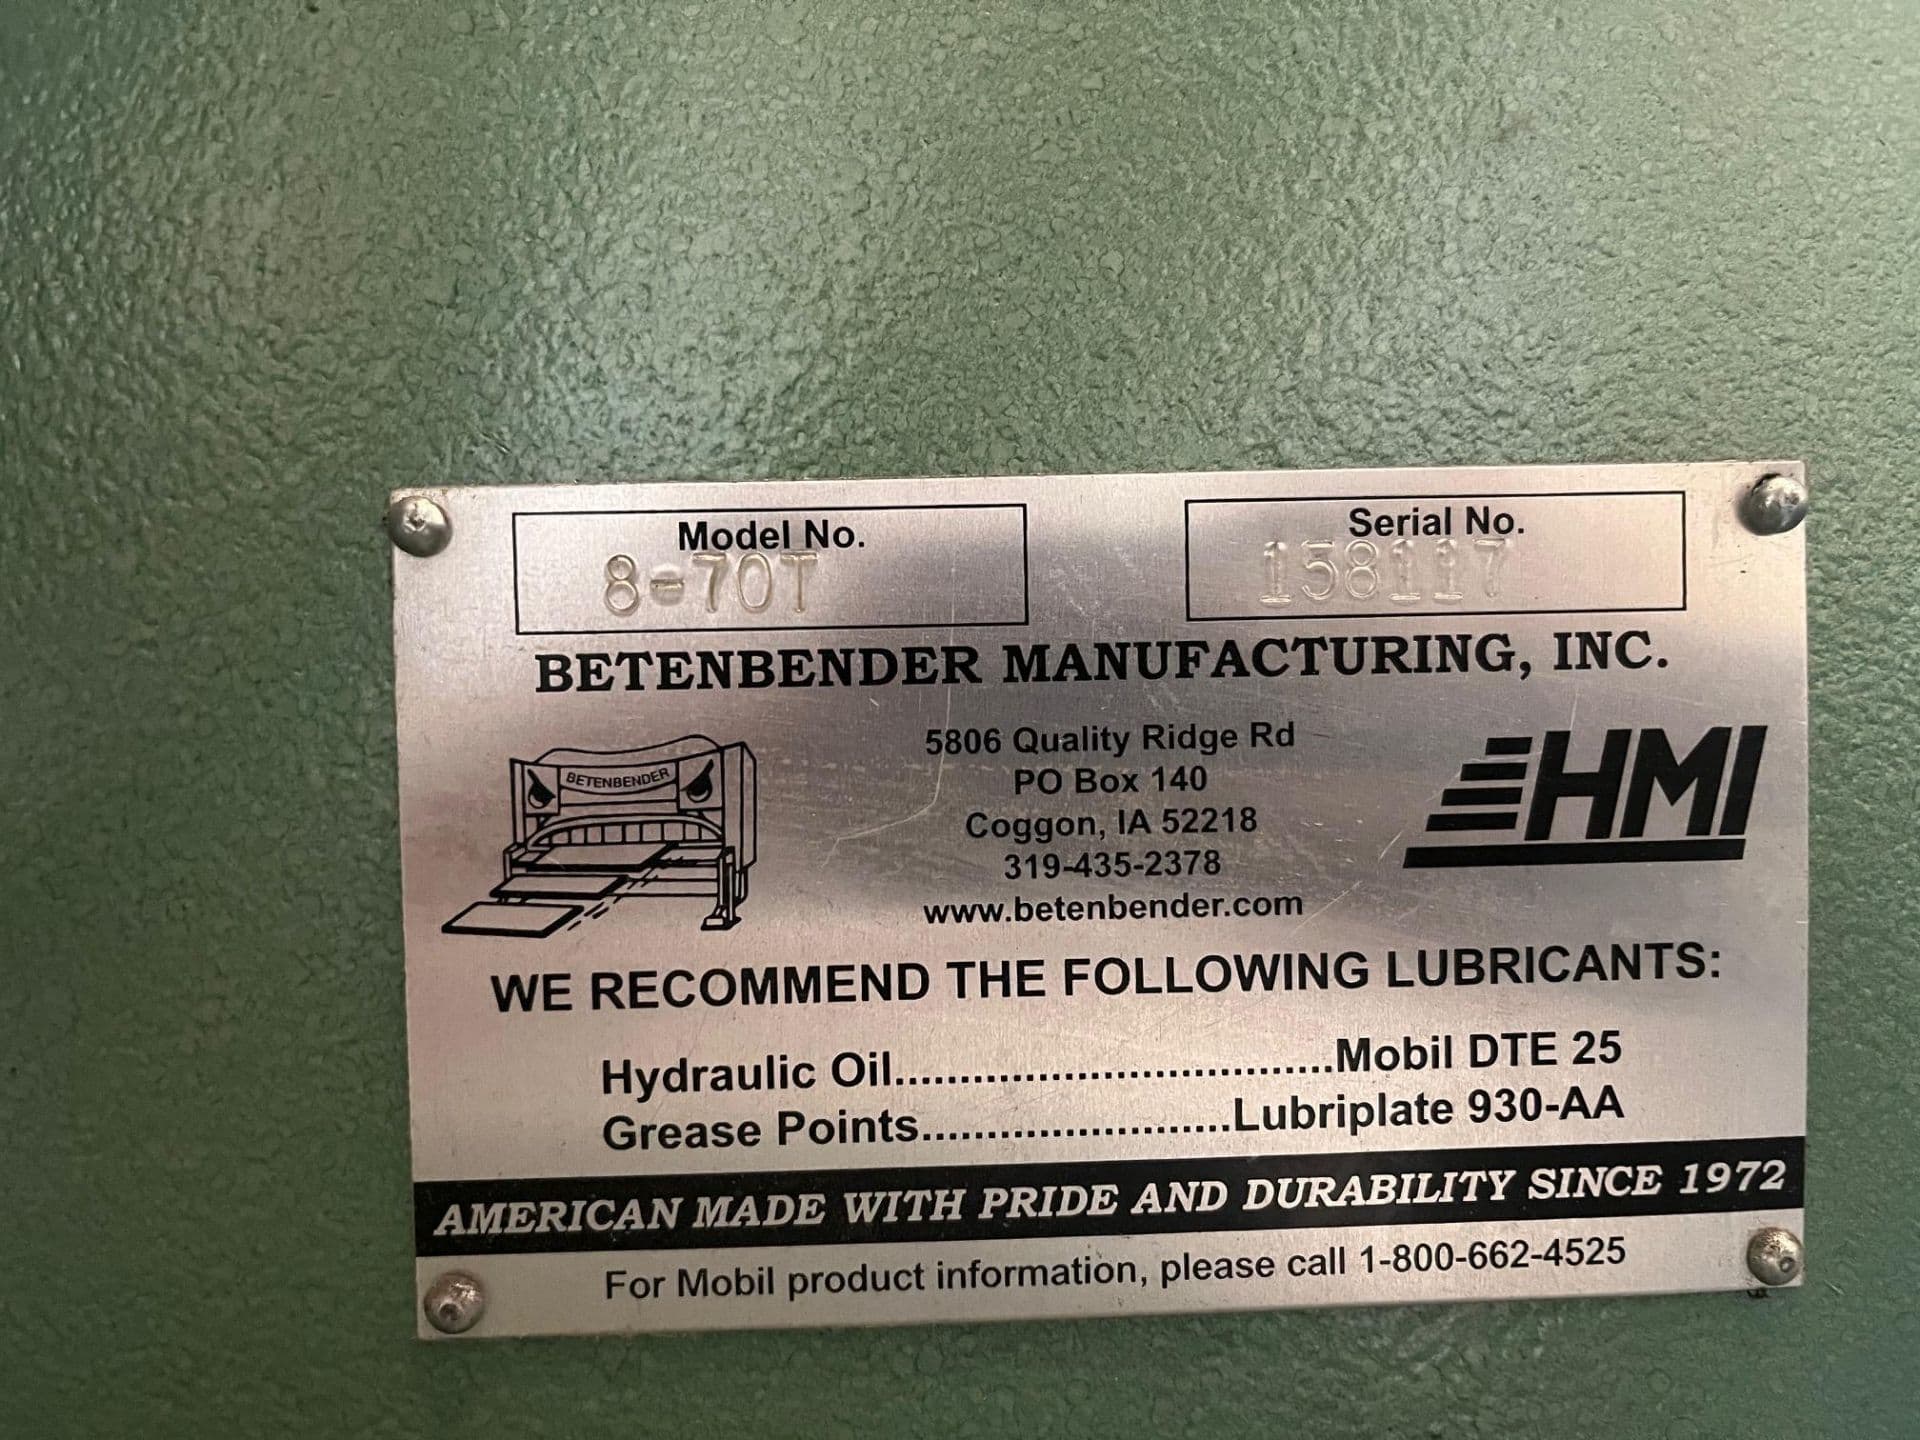 Model No.
8-70T
Serial No.
158117
BETENBENDER MANUFACTURING, INC.
BETENBENDER
5806 Quality Ridge Rd
PO Box 140
Coggon, IA 52218
319-435-2378
www.betenbender.com
HMI
WE RECOMMEND THE FOLLOWING LUBRICANTS:
Hydraulic Oil..................................Mobil DTE 25
Grease Points........................Lubriplate 930-AA
AMERICAN MADE WITH PRIDE AND DURABILITY SINCE 1972
For Mobil product information, please call 1-800-662-4525